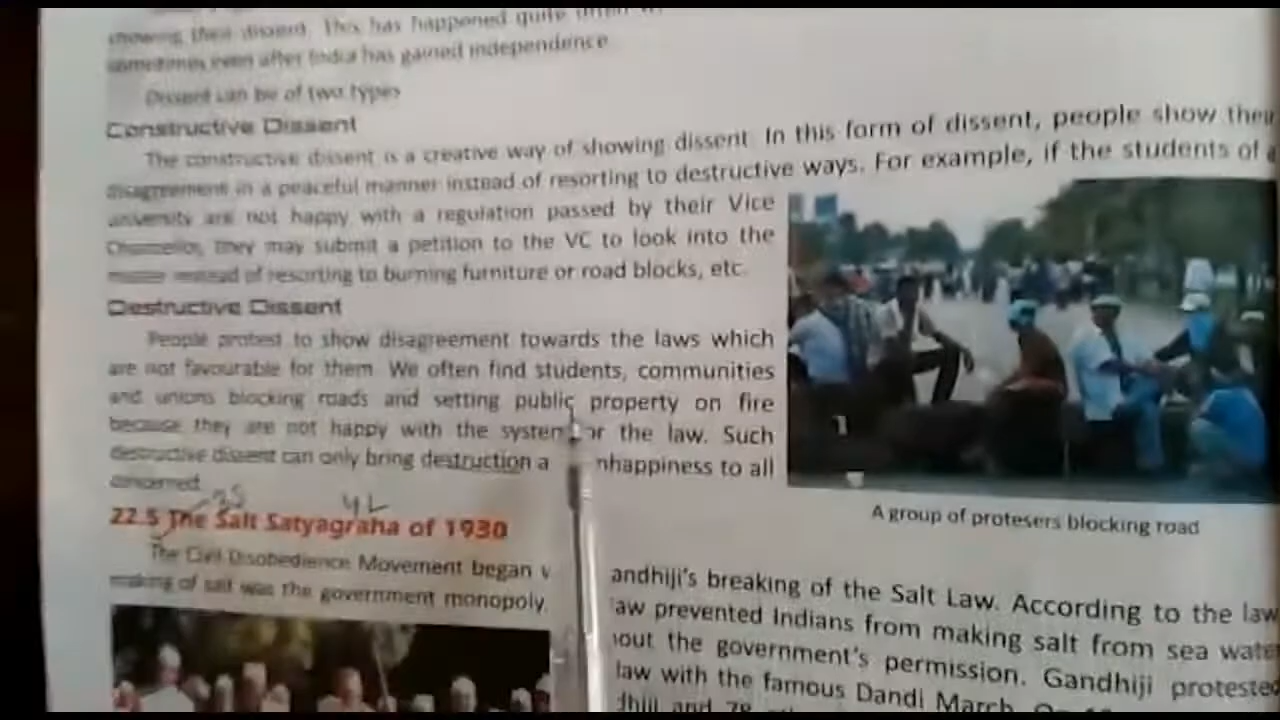 showing their dissent. This has happened quite often
sometimes even after India has gained independence.
Dissent can be of two types
Constructive Dissent
The constructive dissent is a creative way of showing dissent. In this form of dissent, people show their
disagreement in a peaceful manner instead of resorting to destructive ways. For example, if the students of a
university are not happy with a regulation passed by their Vice
Chancellor, they may submit a petition to the VC to look into the
matter instead of resorting to burning furniture or road blocks, etc.
Destructive Dissent
People protest to show disagreement towards the laws which
are not favourable for them. We often find students, communities
and unions blocking roads and setting public property on fire
because they are not happy with the system or the law. Such
destructive dissent can only bring destruction a nhappiness to all
concerned.
A group of protesers blocking road
22.5 The Salt Satyagraha of 1930
The Civil Disobedience Movement began andhiji's breaking of the Salt Law. According to the law
making of salt was the government monopoly. aw prevented Indians from making salt from sea water
out the government's permission. Gandhiji protested
law with the famous Dandi March.
dhiji and 78